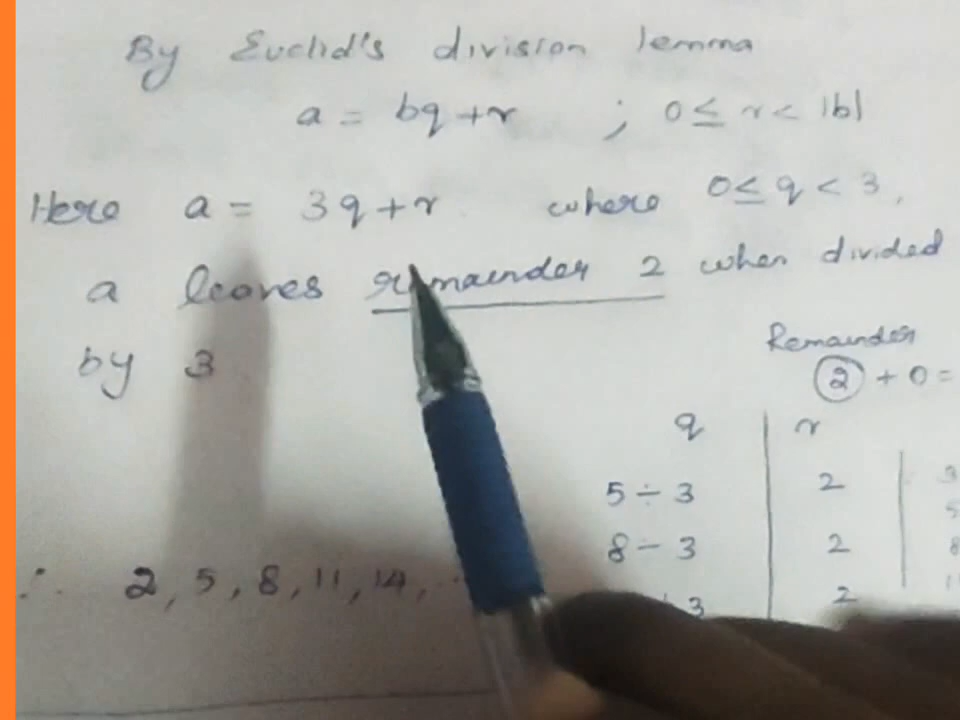 By Euclid's division lemma
a = bq + r ; 0 ≤ r < |b|
Here a = 3q + r where 0 ≤ q < 3,
a leaves remainder 2 when divided
by 3
Remainder
2 + 0 =
q r
5 ÷ 3 2
8 ÷ 3 2
3 2
∴ 2, 5, 8, 11, 14, ..